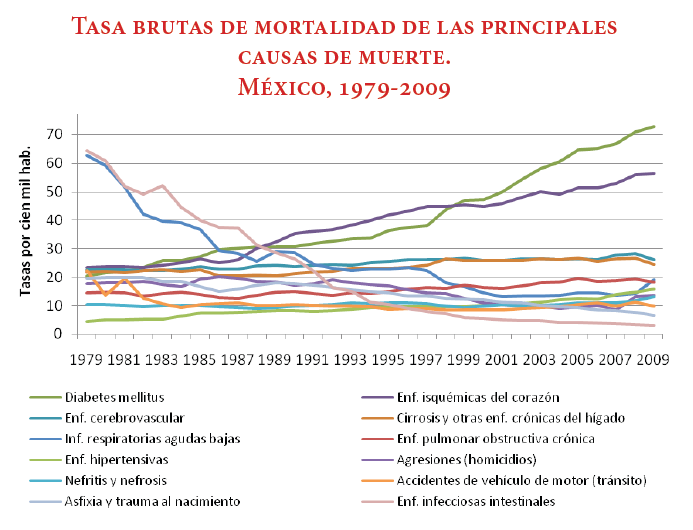 Tasa brutas de mortalidad de las principales
causas de muerte.
México, 1979-2009
Tasas por cien mil hab.
70
60
50
40
30
20
10
0
1979 1981 1983 1985 1987 1989 1991 1993 1995 1997 1999 2001 2003 2005 2007 2009
Diabetes mellitus
Enf. isquémicas del corazón
Enf. cerebrovascular
Cirrosis y otras enf. crónicas del hígado
Inf. respiratorias agudas bajas
Enf. pulmonar obstructiva crónica
Enf. hipertensivas
Agresiones (homicidios)
Nefritis y nefrosis
Accidentes de vehículo de motor (tránsito)
Asfixia y trauma al nacimiento
Enf. infecciosas intestinales